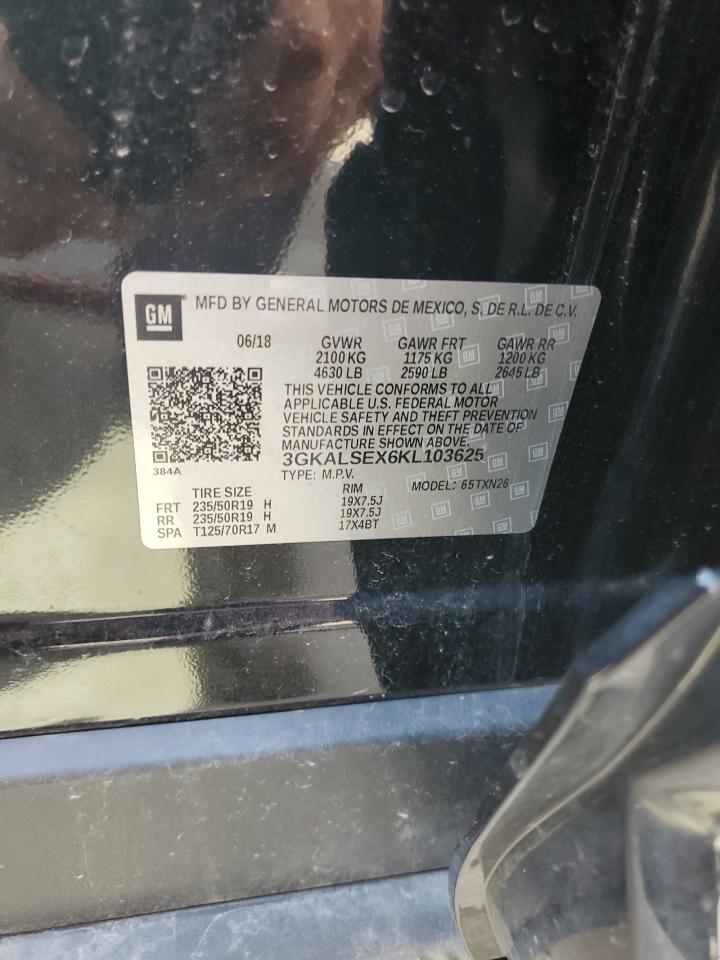 GM ® MFD BY GENERAL MOTORS DE MEXICO, S. DE R.L. DE C.V.
06/18 GVWR GAWR FRT GAWR RR
2100 KG 1175 KG 1200 KG
4630 LB 2590 LB 2645 LB
THIS VEHICLE CONFORMS TO ALL
APPLICABLE U.S. FEDERAL MOTOR
VEHICLE SAFETY AND THEFT PREVENTION
STANDARDS IN EFFECT ON THE DATE OF
MANUFACTURE SHOWN ABOVE.
384A 3GKALSEX6KL103625
TYPE: M.P.V. MODEL: 65TXN26
TIRE SIZE RIM
FRT 235/50R19 H 19X7.5J
RR 235/50R19 H 19X7.5J
SPA T125/70R17 M 17X4BT